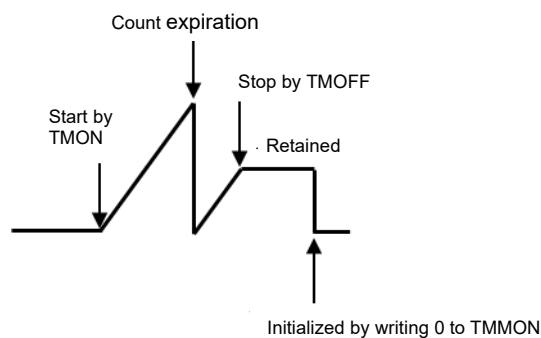 Count expiration
Stop by TMOFF
Start by
TMON
Retained
Initialized by writing 0 to TMMON